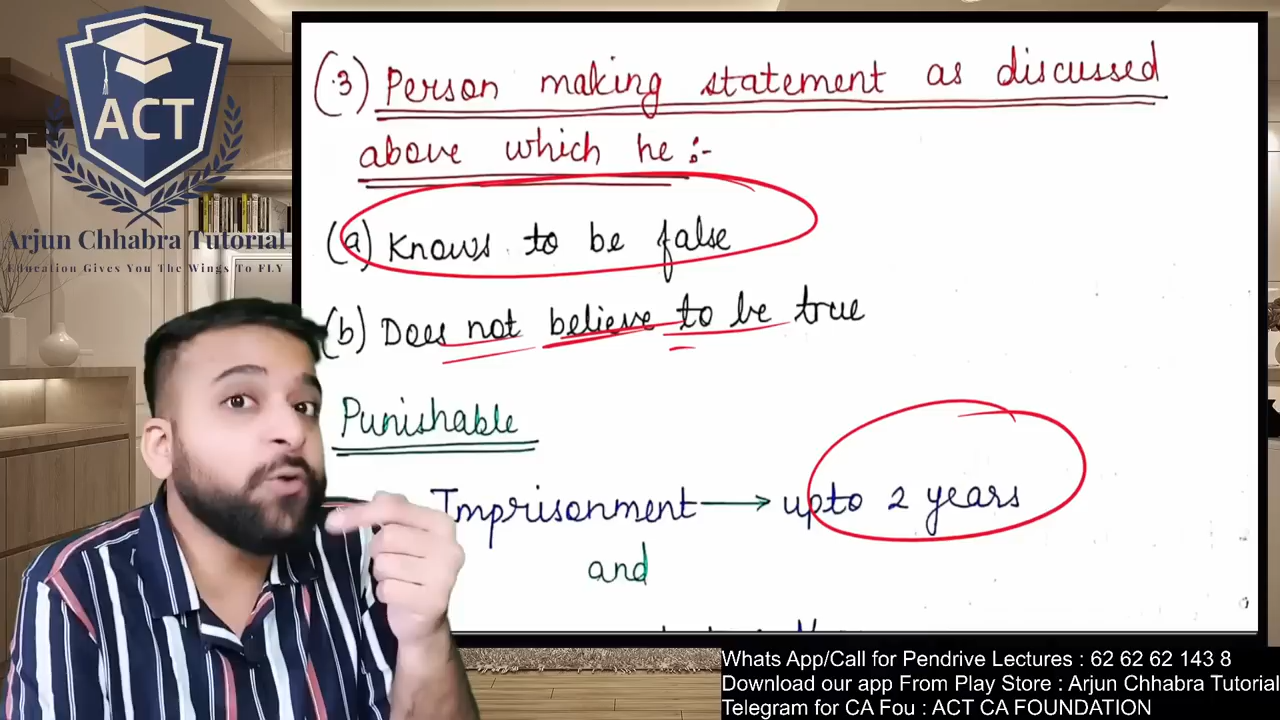 ACT
Arjun Chhabra Tutorial
Education Gives You The Wings To FLY
(3) Person making statement as discussed
above which he :-
(a) Knows to be false
(b) Does not believe to be true
Punishable
Imprisonment → upto 2 years
and
Whats App/Call for Pendrive Lectures : 62 62 62 143 8
Download our app From Play Store : Arjun Chhabra Tutorial
Telegram for CA Fou : ACT CA FOUNDATION